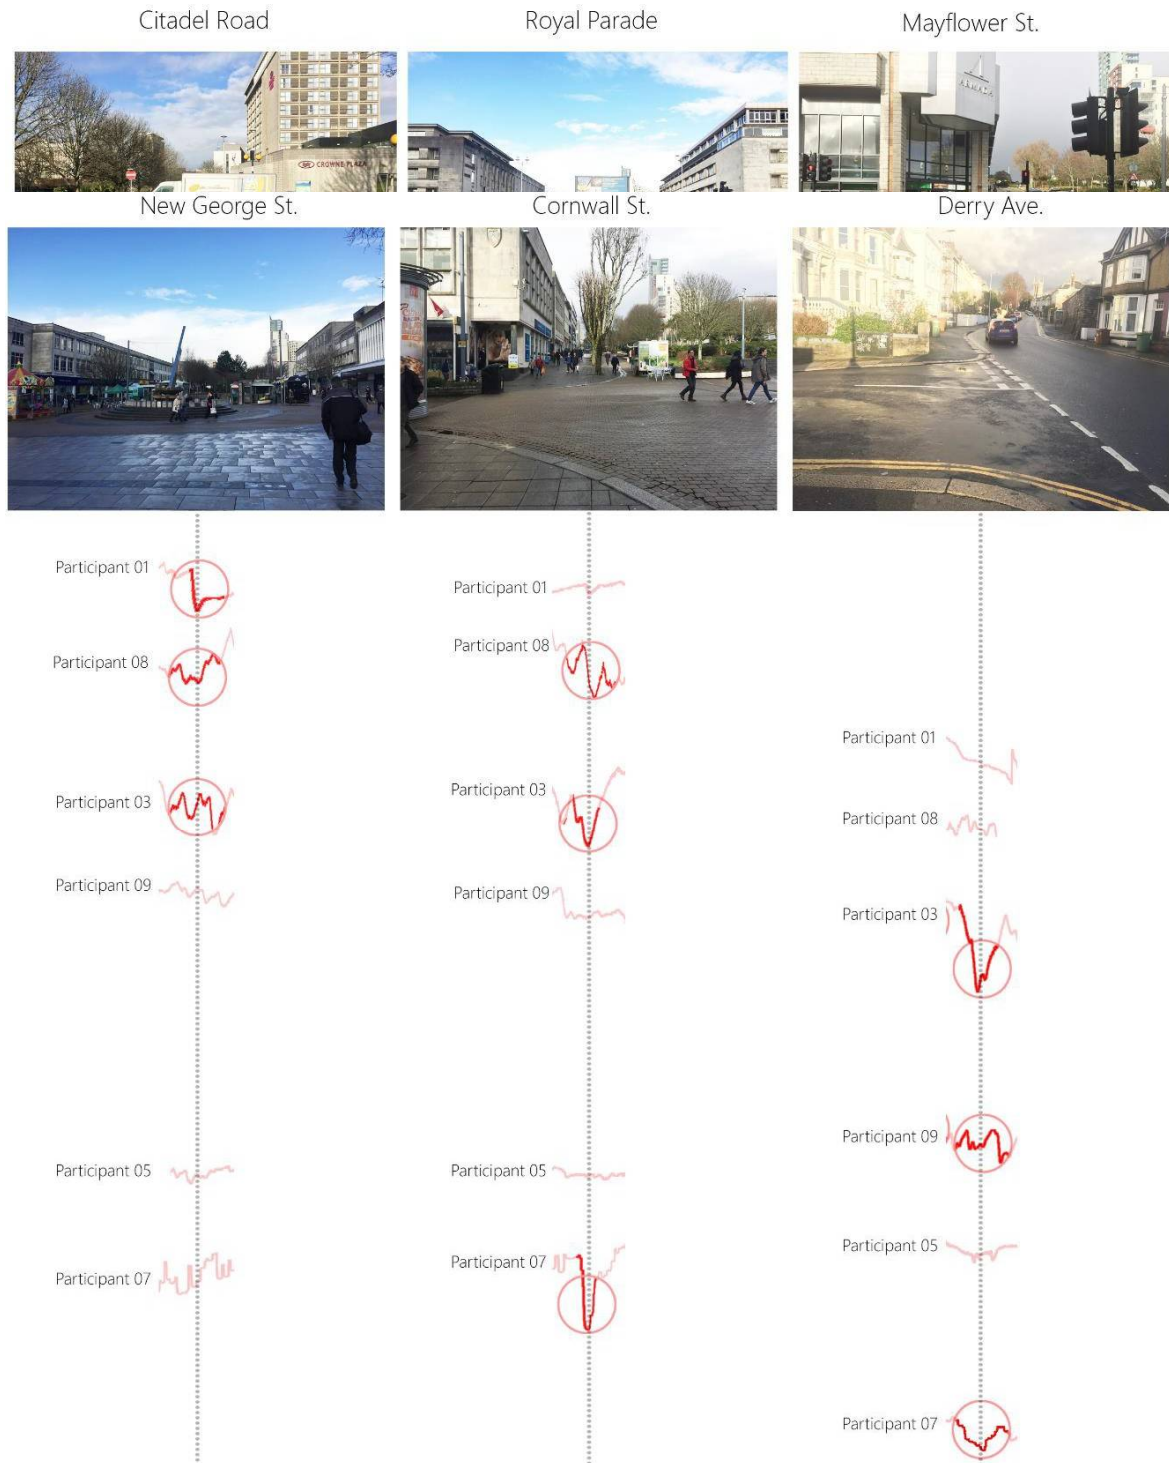 Citadel Road
Royal Parade
Mayflower St.
CROWNE PLAZA
ARMADA
New George St.
Cornwall St.
Derry Ave.
Participant 01
Participant 08
Participant 03
Participant 09
Participant 05
Participant 07
Participant 01
Participant 08
Participant 03
Participant 09
Participant 05
Participant 07
Participant 01
Participant 08
Participant 03
Participant 09
Participant 05
Participant 07